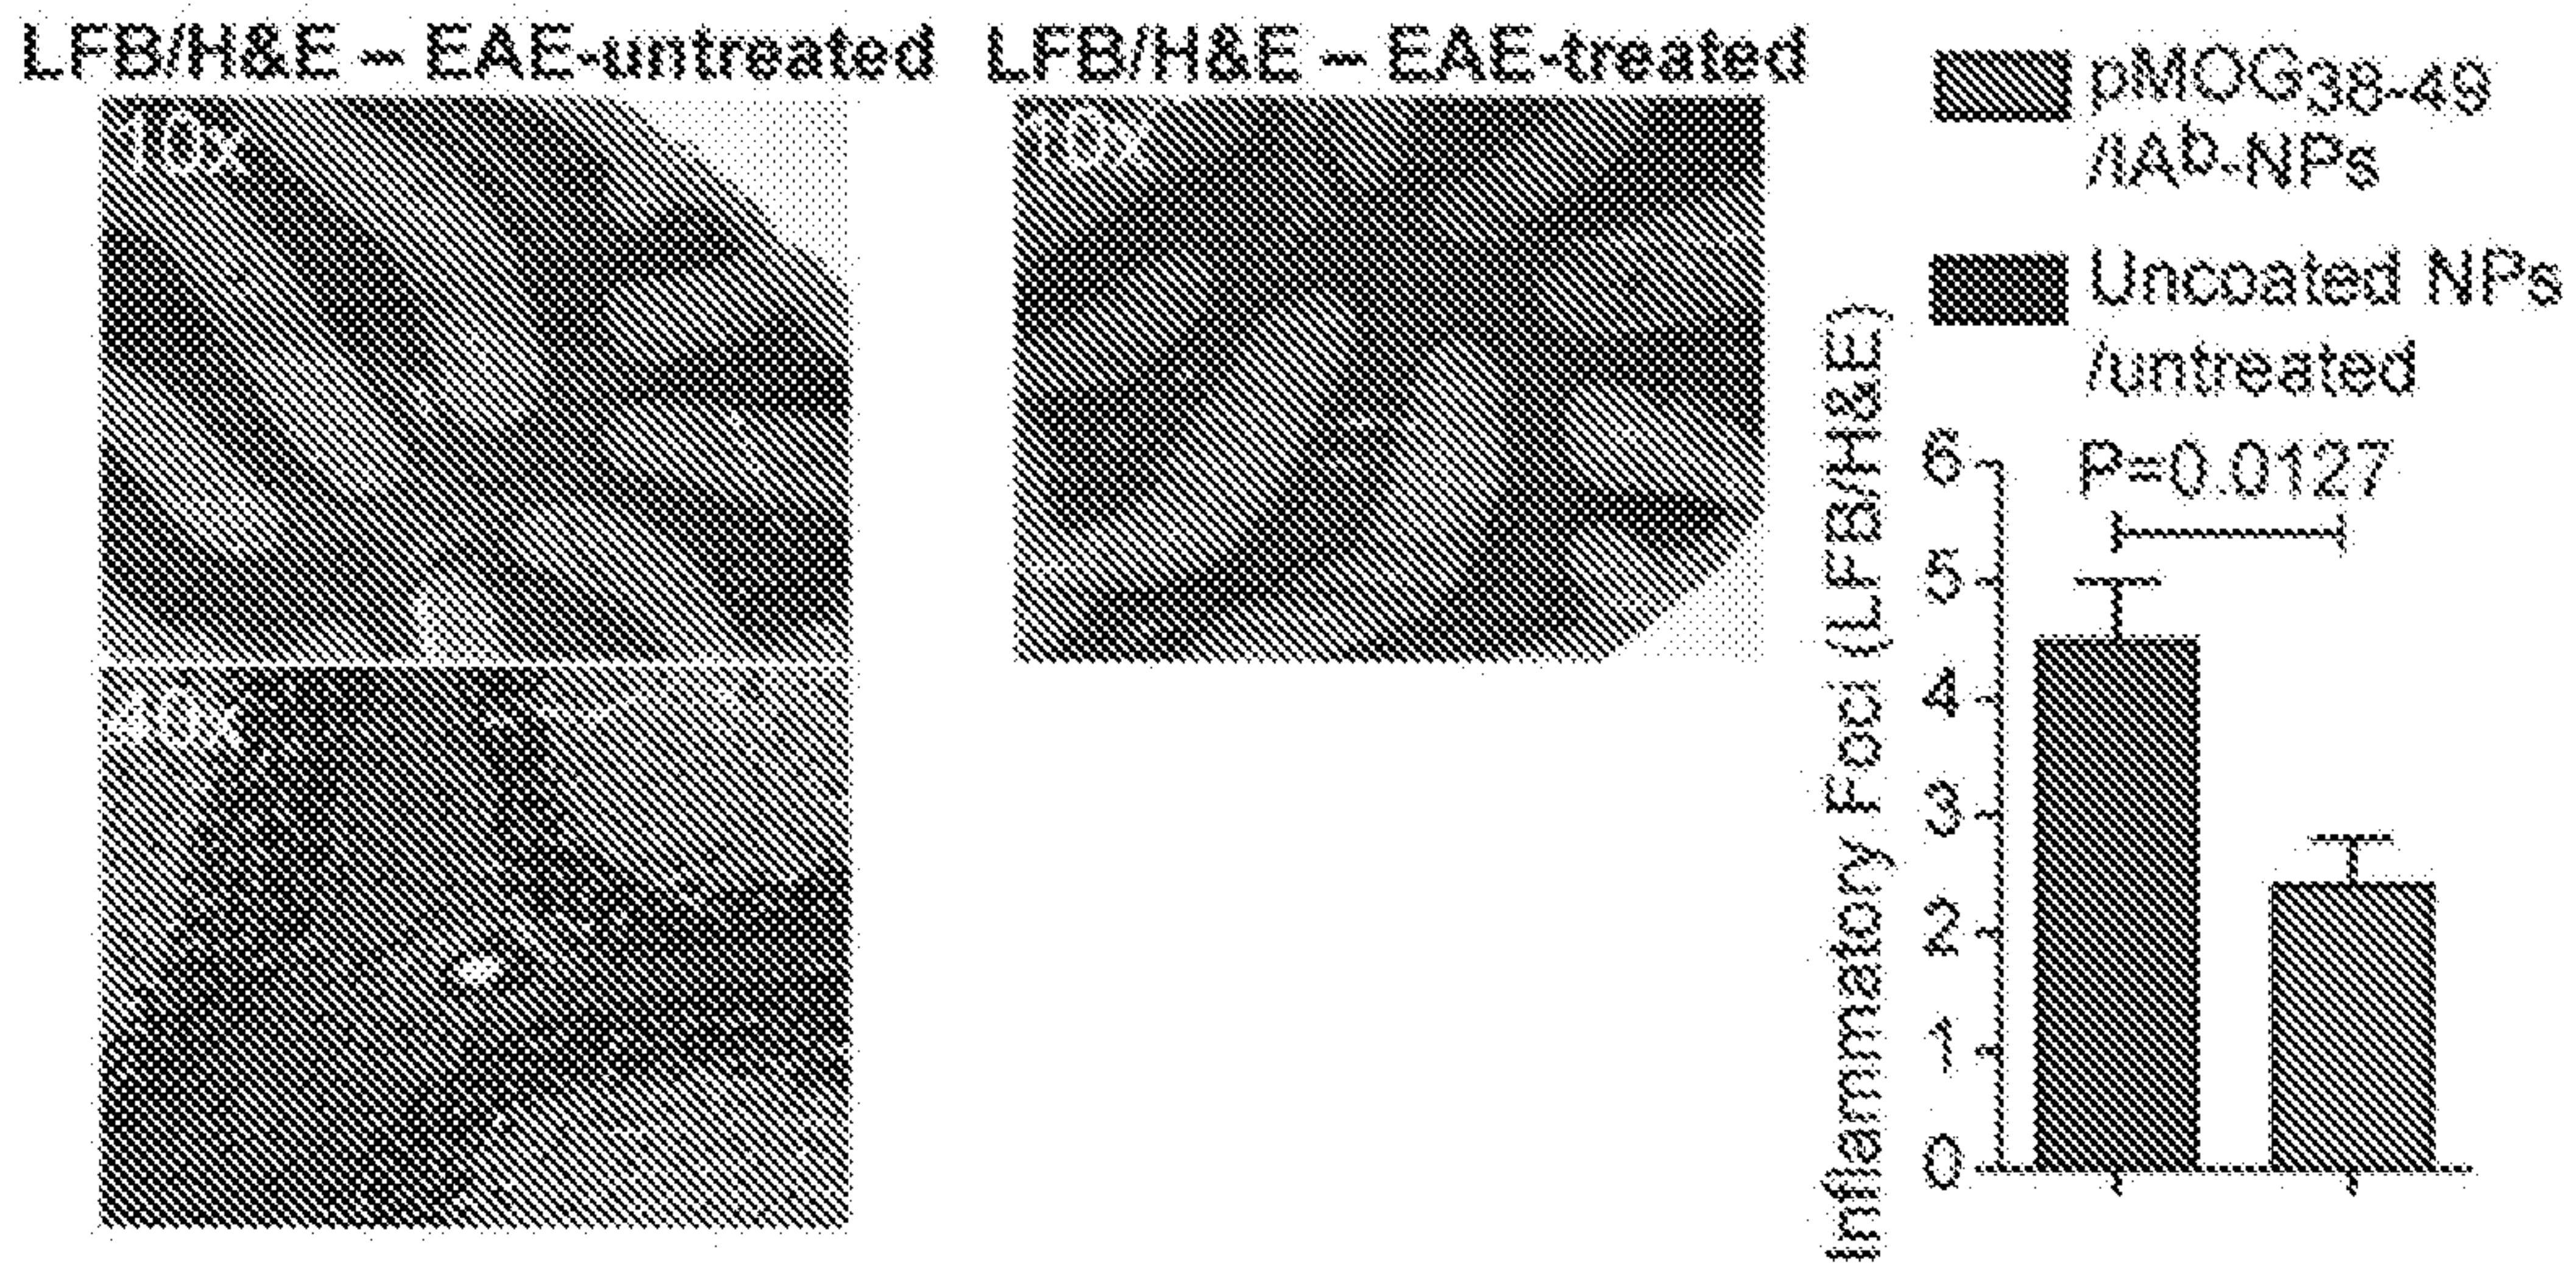 LFB/H&E – EAE-untreated
10x
40x
LFB/H&E – EAE-treated
10x
pMOG38-49
/IAb-NPs
Uncoated NPs
/untreated
P=0.0127
Inflammatory Foci (LFB/H&E)
6
5
4
3
2
1
0